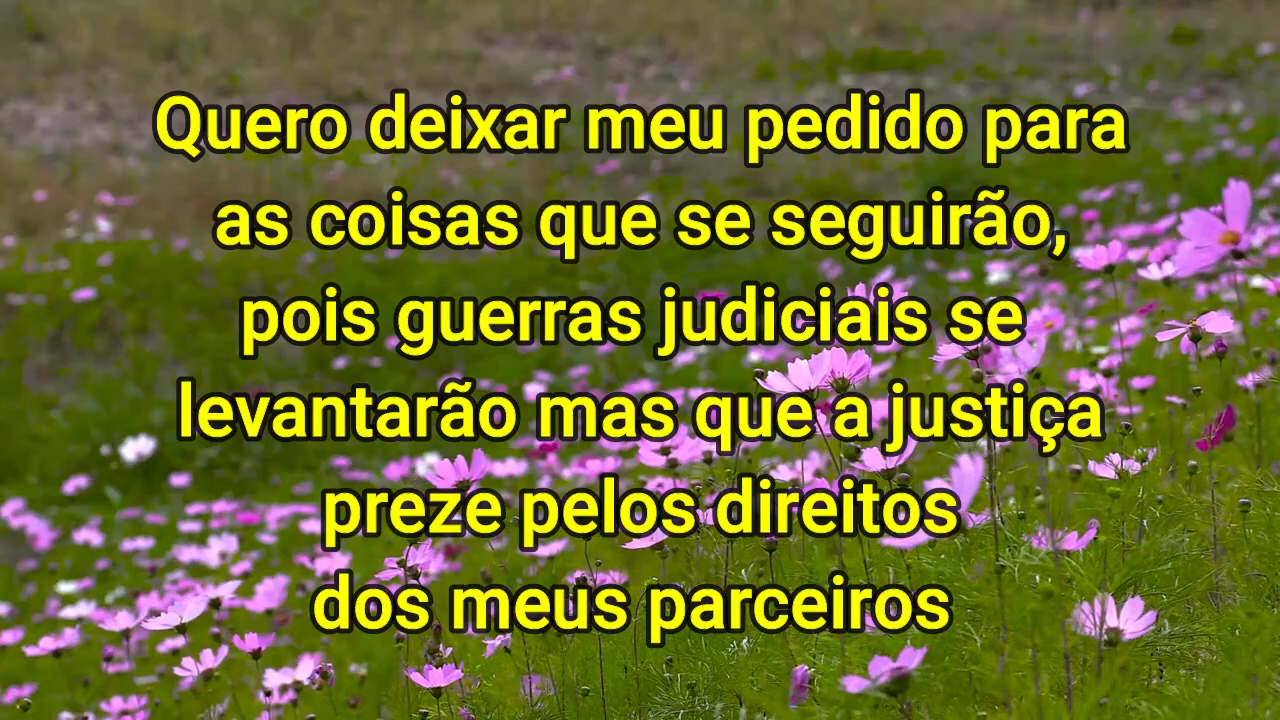 Quero deixar meu pedido para
as coisas que se seguirão,
pois guerras judiciais se
levantarão mas que a justiça
preze pelos direitos
dos meus parceiros